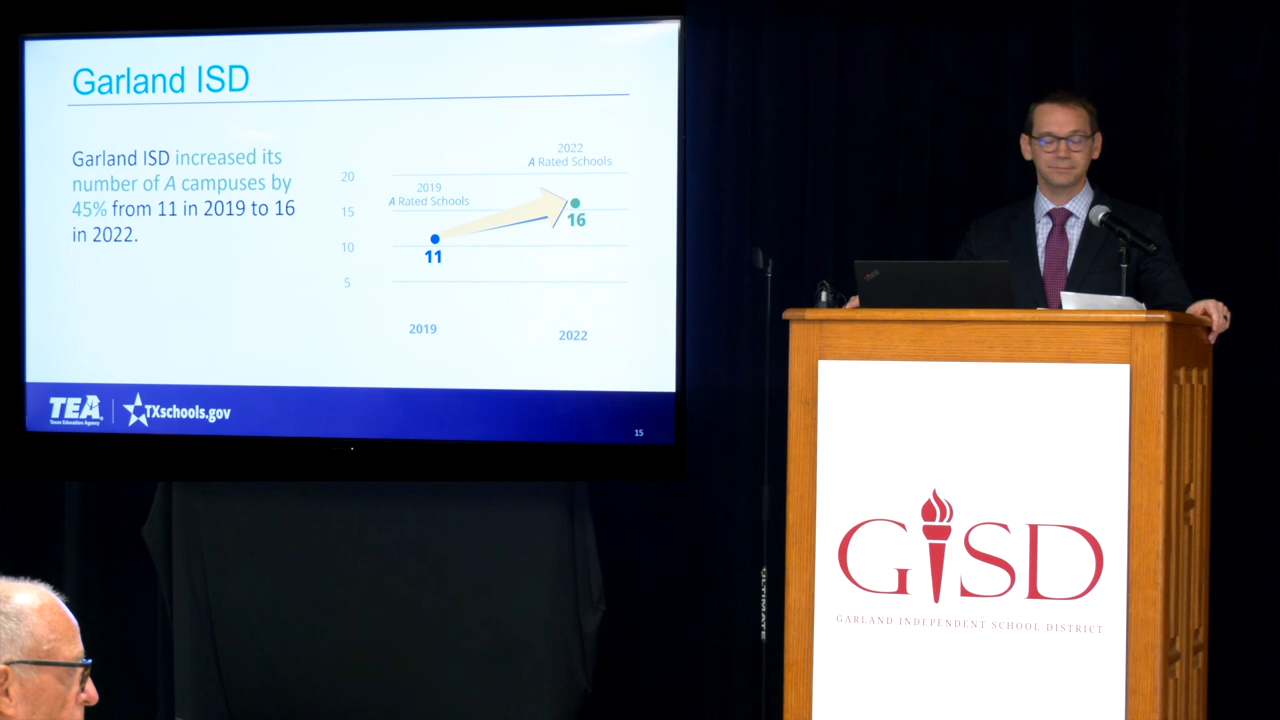 Garland ISD
Garland ISD increased its
number of A campuses by
45% from 11 in 2019 to 16
in 2022.
2022
A Rated Schools
2019
A Rated Schools
20
15
10
5
16
11
2019
2022
TEA
Texas Education Agency
TXschools.gov
15
GISD
GARLAND INDEPENDENT SCHOOL DISTRICT
ULTIMATE